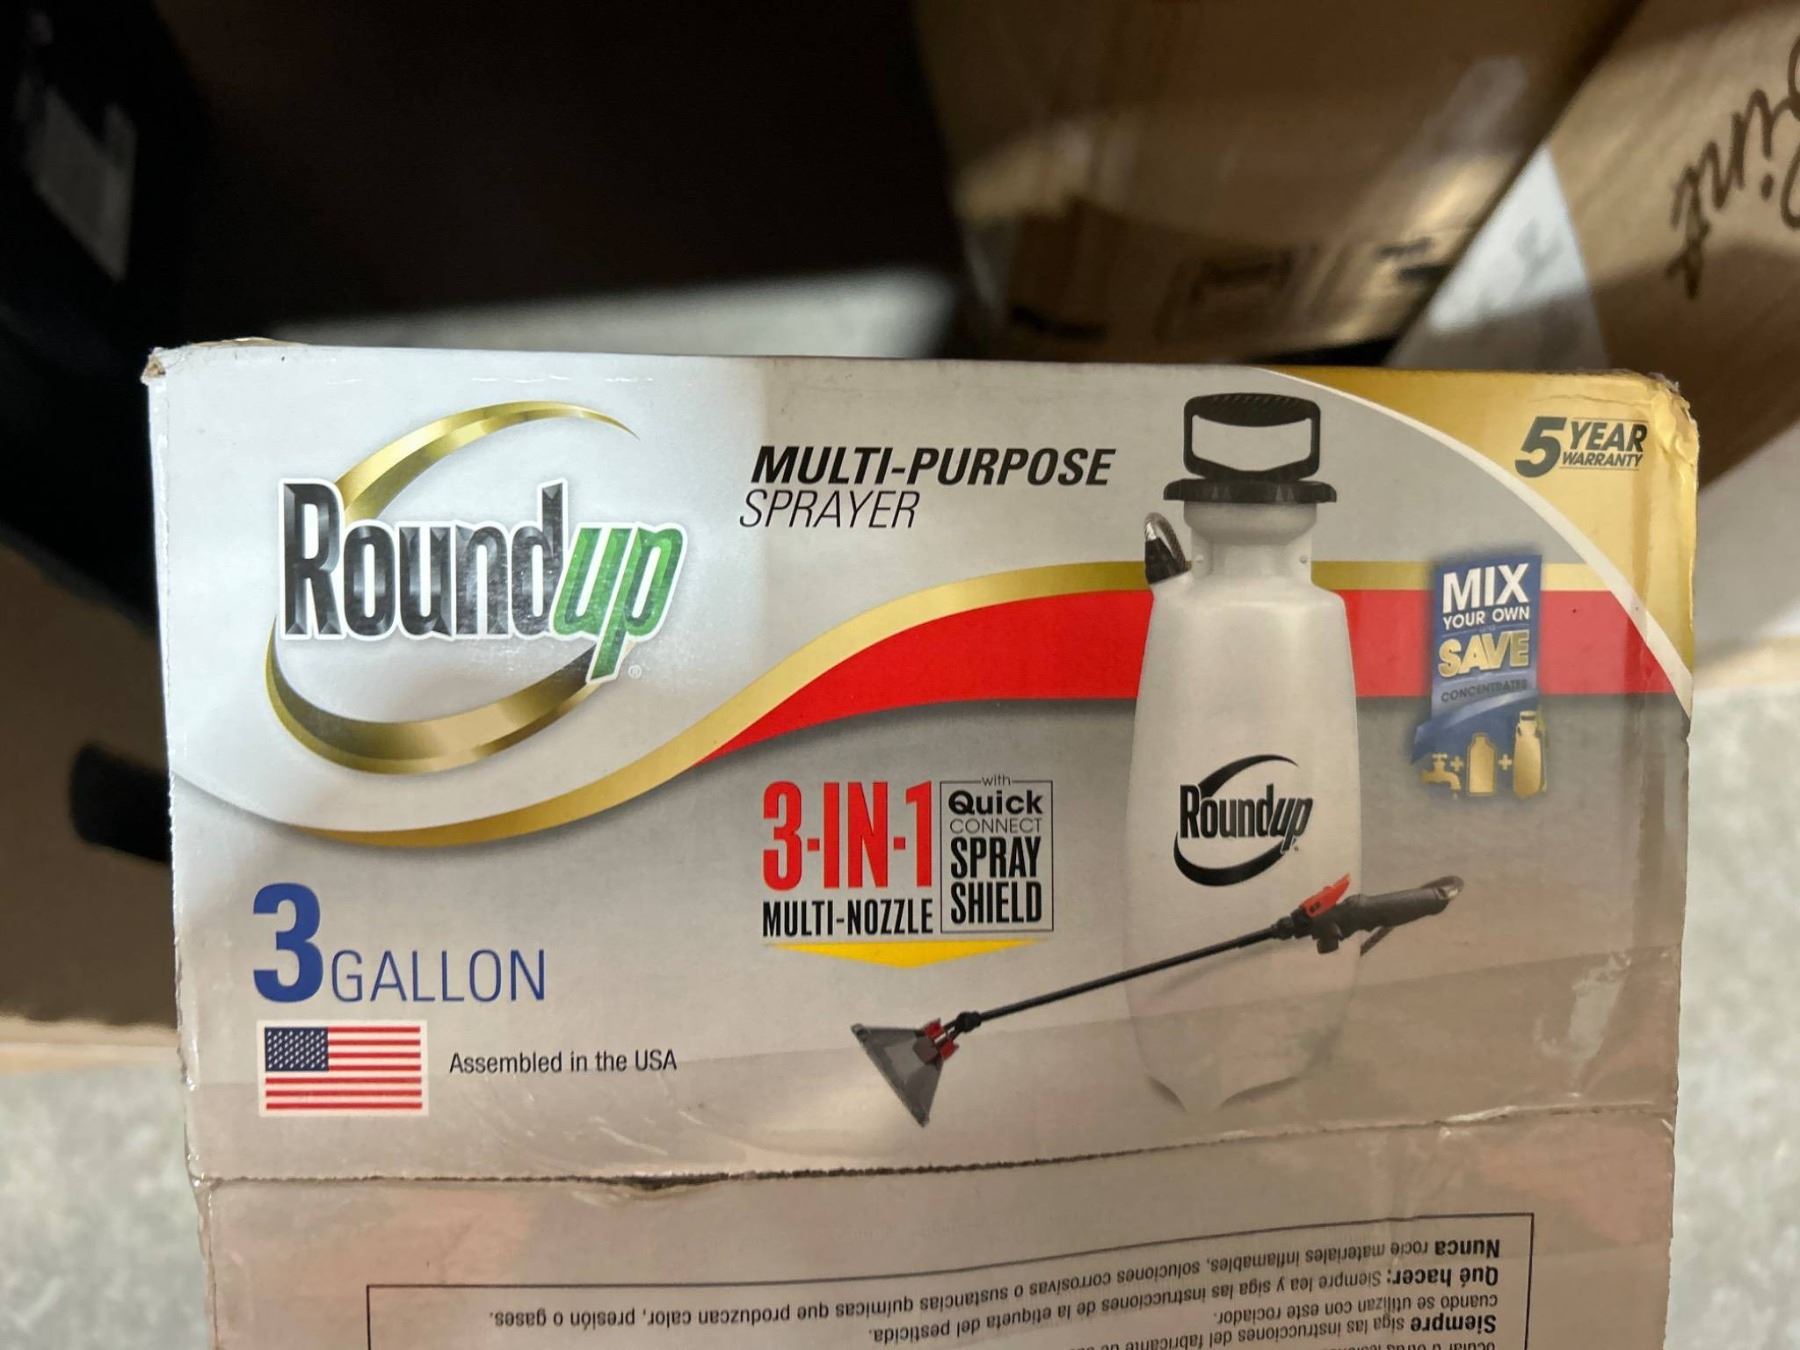 Roundup®
MULTI-PURPOSE
SPRAYER
5 YEAR
WARRANTY
MIX
YOUR OWN
SAVE
CONCENTRATES
3-IN-1
MULTI-NOZZLE
with
Quick
CONNECT
SPRAY
SHIELD
Roundup®
3 GALLON
Assembled in the USA
Siempre siga las instrucciones del fabricante
cuando se utilizan con este rociador.
Qué hacer: Siempre lea y siga las instrucciones de la etiqueta del pesticida.
Nunca rocíe materiales inflamables, soluciones corrosivas o sustancias químicas que produzcan calor, presión o gases.